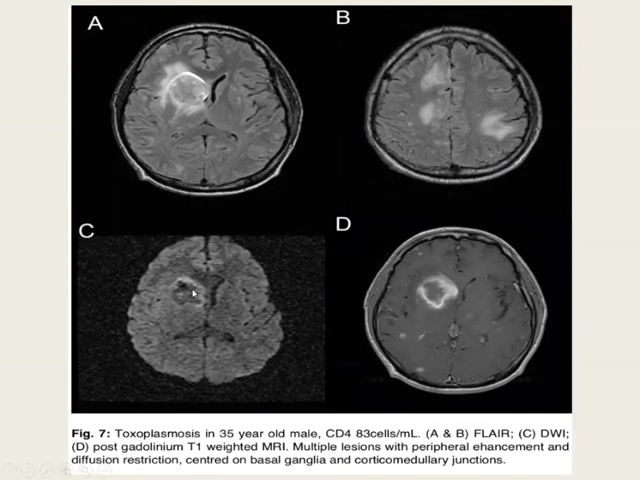 A
B
C
D
Fig. 7: Toxoplasmosis in 35 year old male, CD4 83cells/mL. (A & B) FLAIR; (C) DWI;
(D) post gadolinium T1 weighted MRI. Multiple lesions with peripheral ehancement and
diffusion restriction, centred on basal ganglia and corticomedullary junctions.